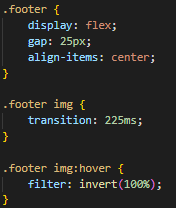 .footer {
    display: flex;
    gap: 25px;
    align-items: center;
}

.footer img {
    transition: 225ms;
}

.footer img:hover {
    filter: invert(100%);
}